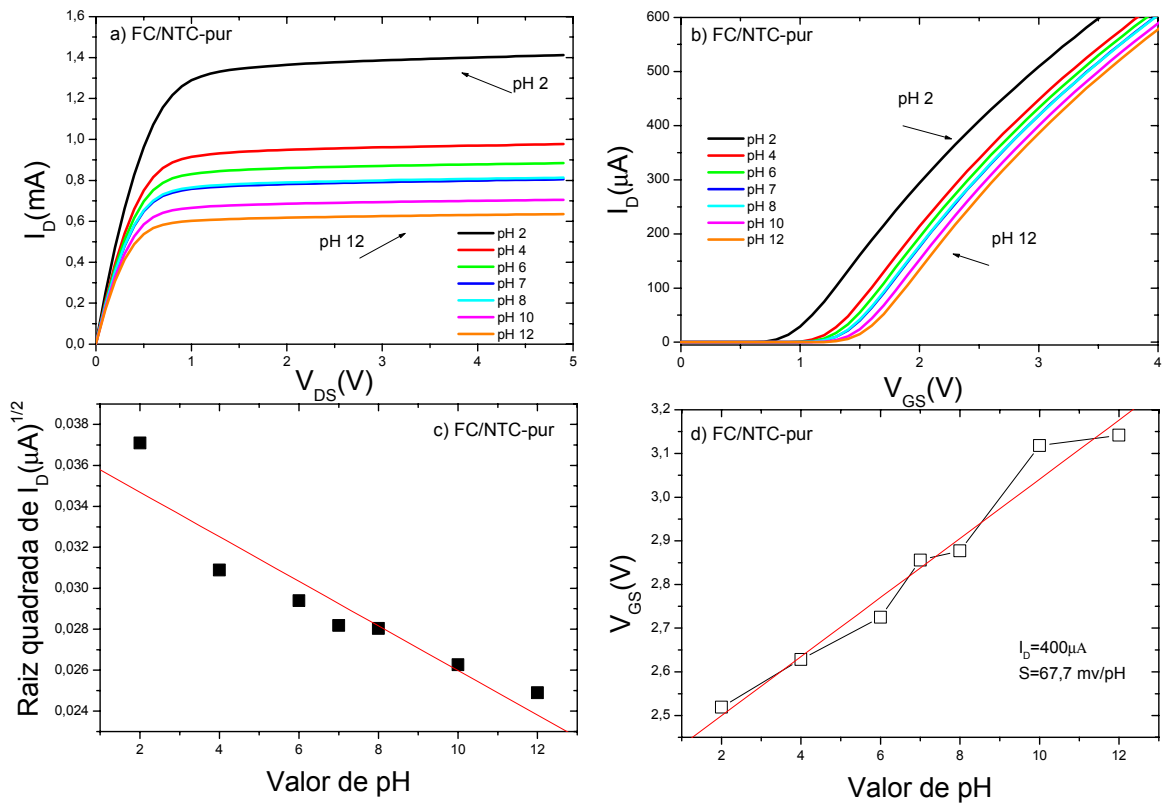 a) FC/NTC-pur
I_D(mA)
1,6
1,4
1,2
1,0
0,8
0,6
0,4
0,2
0,0
pH 2
pH 12
pH 2
pH 4
pH 6
pH 7
pH 8
pH 10
pH 12
0 1 2 3 4 5
V_DS(V)
b) FC/NTC-pur
I_D(μA)
600
500
400
300
200
100
0
pH 2
pH 2
pH 4
pH 6
pH 7
pH 8
pH 10
pH 12
pH 12
0 1 2 3 4
V_GS(V)
c) FC/NTC-pur
Raiz quadrada de I_D(μA)^1/2
0,038
0,036
0,034
0,032
0,030
0,028
0,026
0,024
2 4 6 8 10 12
Valor de pH
d) FC/NTC-pur
V_GS(V)
3,2
3,1
3,0
2,9
2,8
2,7
2,6
2,5
I_D=400μA
S=67,7 mv/pH
2 4 6 8 10 12
Valor de pH